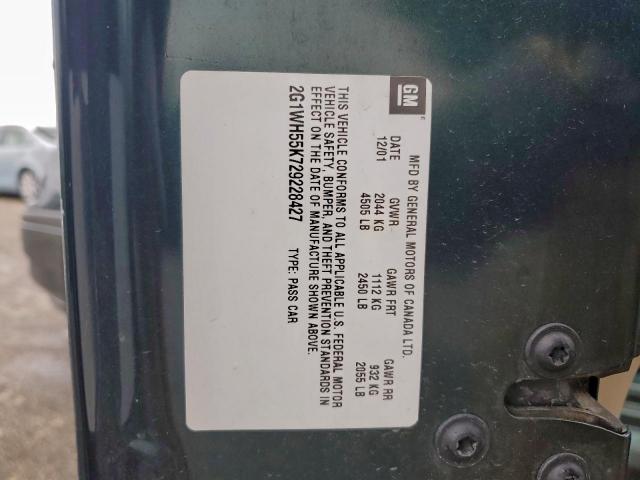 GM
MFD BY GENERAL MOTORS OF CANADA LTD.
DATE GVWR GAWR FRT GAWR RR
12/01 2044 KG 1112 KG 932 KG
4505 LB 2450 LB 2055 LB
THIS VEHICLE CONFORMS TO ALL APPLICABLE U.S. FEDERAL MOTOR
VEHICLE SAFETY, BUMPER, AND THEFT PREVENTION STANDARDS IN
EFFECT ON THE DATE OF MANUFACTURE SHOWN ABOVE.
2G1WH55K729228427 TYPE: PASS CAR